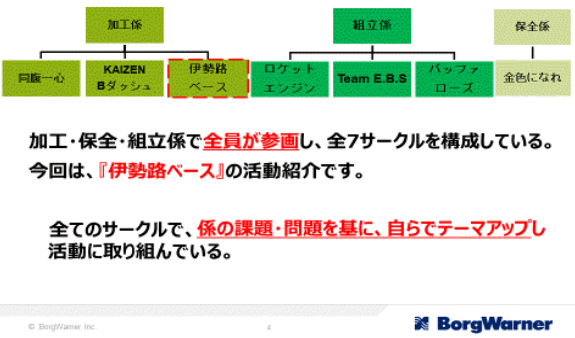 加工係
組立係
保全係
同腹一心
KAIZEN
Bダッシュ
伊勢路
ベース
ロケット
エンジン
Team E.B.S
バッファ
ローズ
金色になれ
加工・保全・組立係で全員が参画し、全7サークルを構成している。
今回は、『伊勢路ベース』の活動紹介です。
全てのサークルで、係の課題・問題を基に、自らでテーマアップし
活動に取り組んでいる。
© BorgWarner Inc.
4
BorgWarner